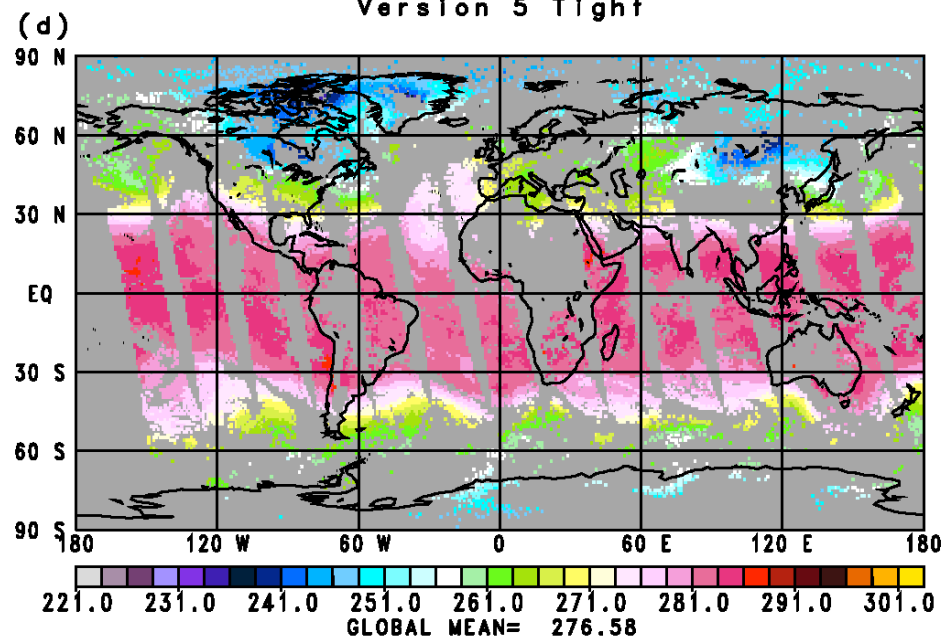 Version 5 Tight
(d)
90 N
60 N
30 N
EQ
30 S
60 S
90 S
180 120 W 60 W 0 60 E 120 E 180
221.0 231.0 241.0 251.0 261.0 271.0 281.0 291.0 301.0
GLOBAL MEAN= 276.58